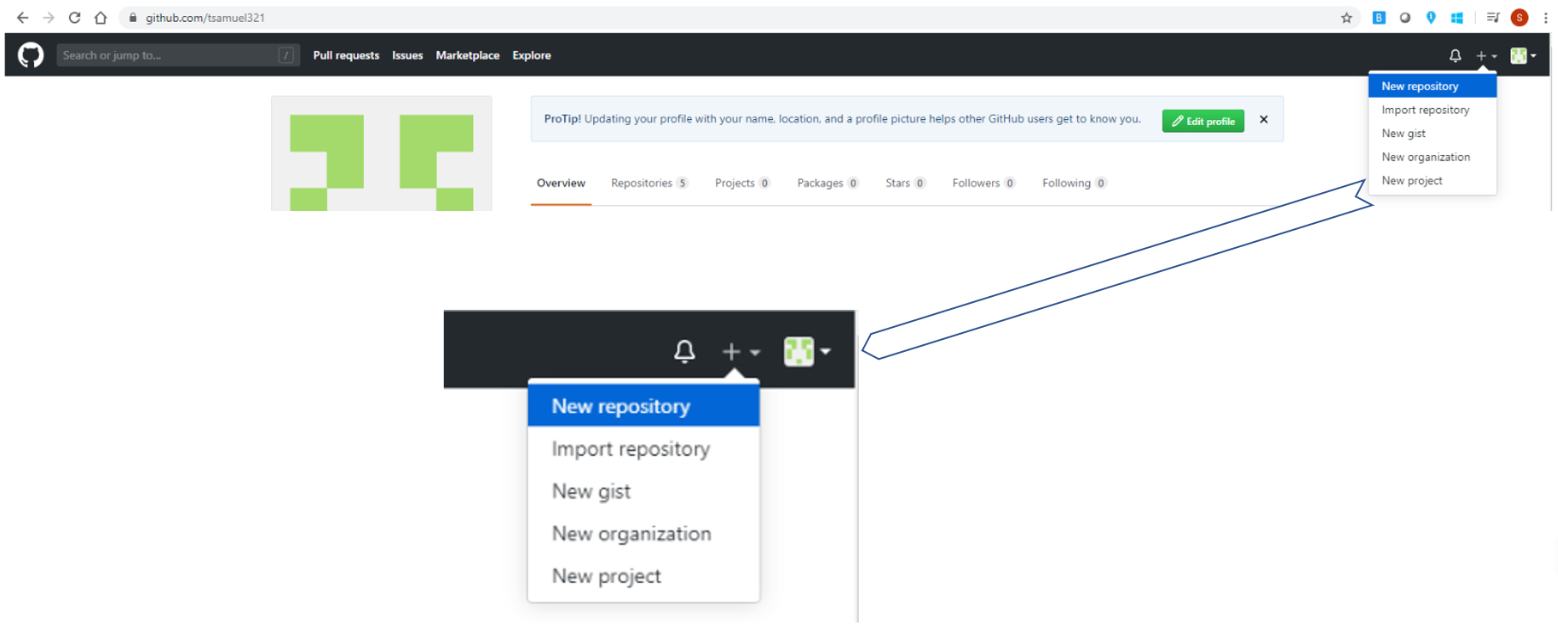 github.com/tsamuel321
B S
Search or jump to... / Pull requests Issues Marketplace Explore
New repository
Import repository
New gist
New organization
New project
ProTip! Updating your profile with your name, location, and a profile picture helps other GitHub users get to know you. Edit profile
Overview Repositories 5 Projects 0 Packages 0 Stars 0 Followers 0 Following 0
New repository
Import repository
New gist
New organization
New project